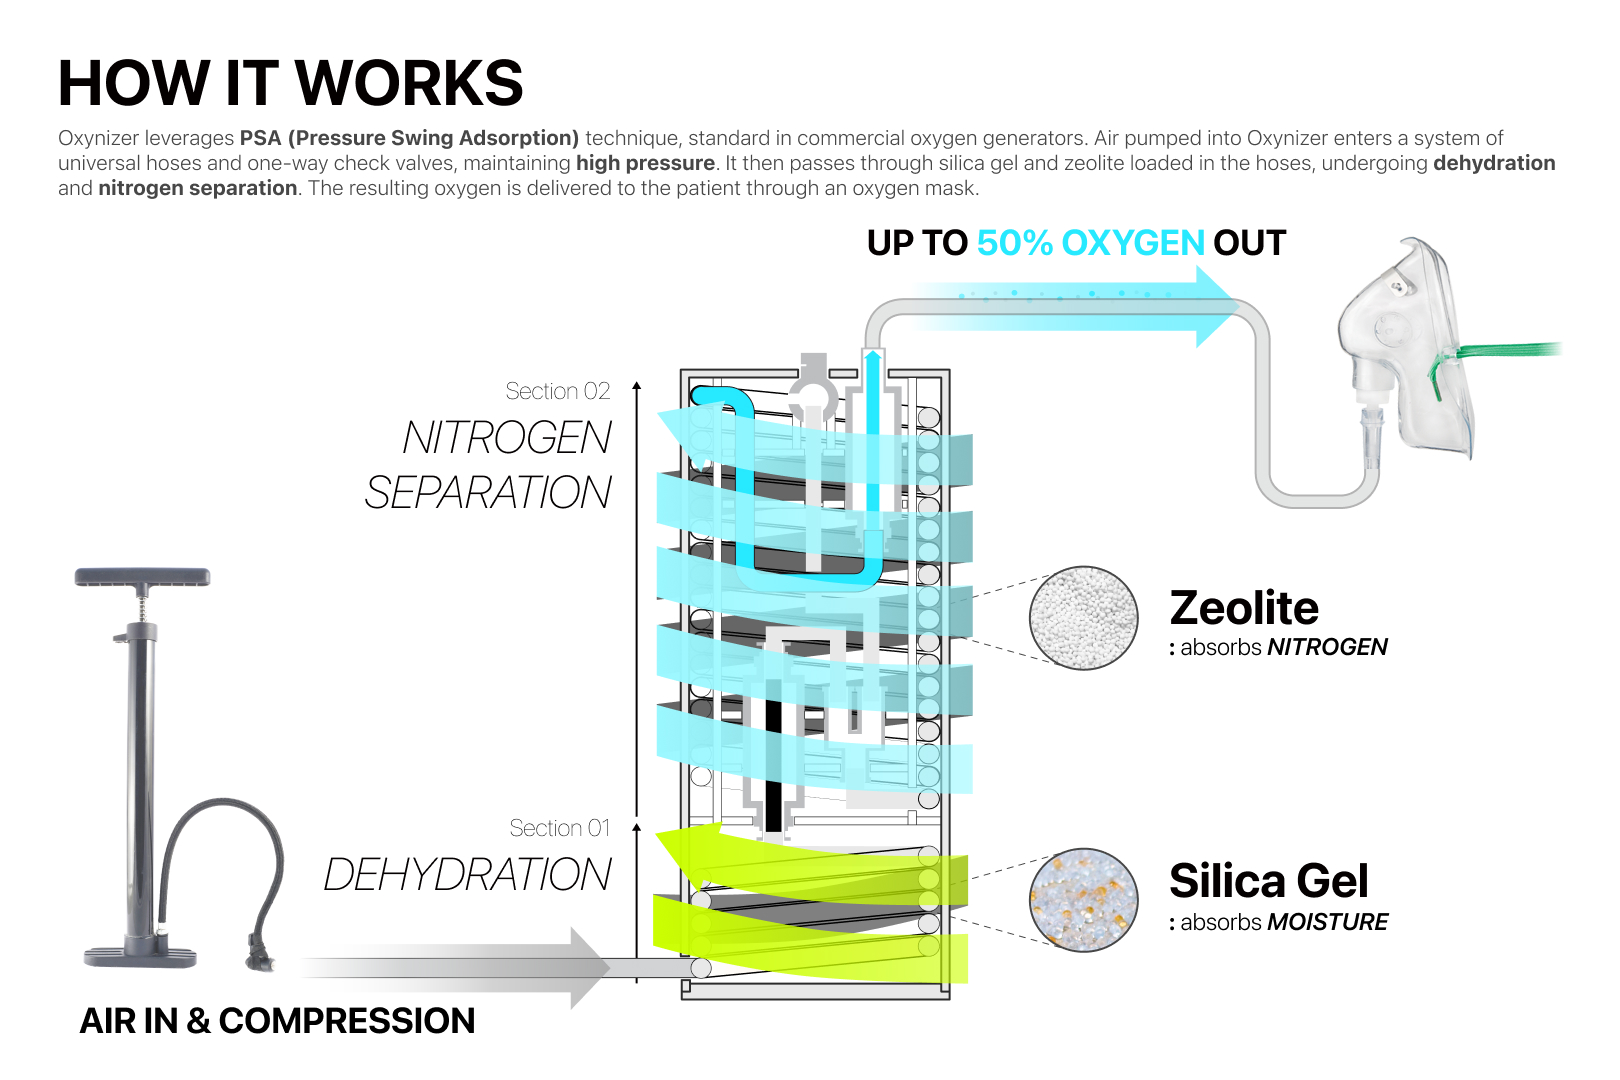 HOW IT WORKS
Oxynizer leverages PSA (Pressure Swing Adsorption) technique, standard in commercial oxygen generators. Air pumped into Oxynizer enters a system of
universal hoses and one-way check valves, maintaining high pressure. It then passes through silica gel and zeolite loaded in the hoses, undergoing dehydration
and nitrogen separation. The resulting oxygen is delivered to the patient through an oxygen mask.
UP TO 50% OXYGEN OUT
Section 02
NITROGEN
SEPARATION
Zeolite
: absorbs NITROGEN
Section 01
DEHYDRATION
Silica Gel
: absorbs MOISTURE
AIR IN & COMPRESSION